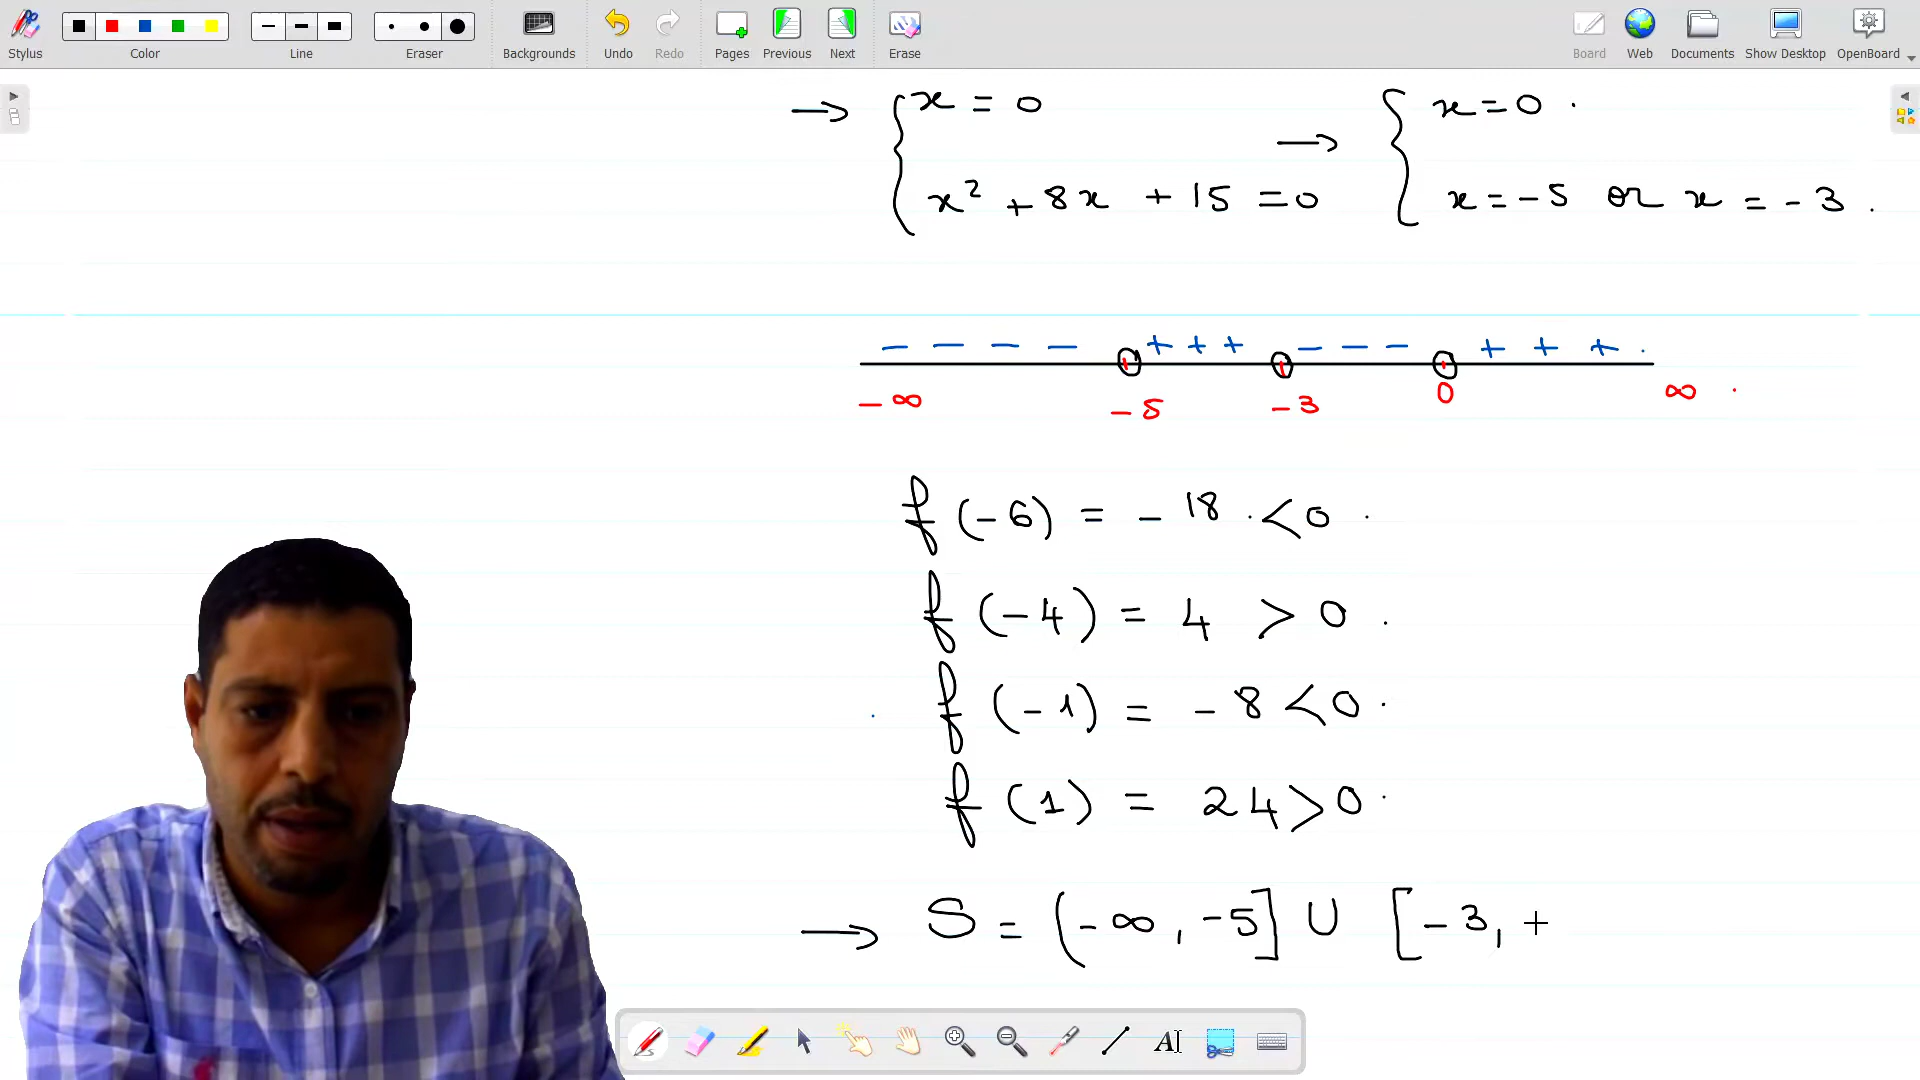 Stylus Color Line Eraser Backgrounds Undo Redo Pages Previous Next Erase Board Web Documents Show Desktop OpenBoard
→ { x = 0 → { x = 0 .
x² + 8x + 15 = 0 x = -5 or x = -3 .
- - - - + + + - - - + + + .
-∞ -5 -3 0 ∞ .
f (-6) = -18 . < 0 .
f (-4) = 4 > 0 .
. f (-1) = -8 < 0 .
f (1) = 24 > 0 .
→ S = (-∞, -5] ∪ [-3, +